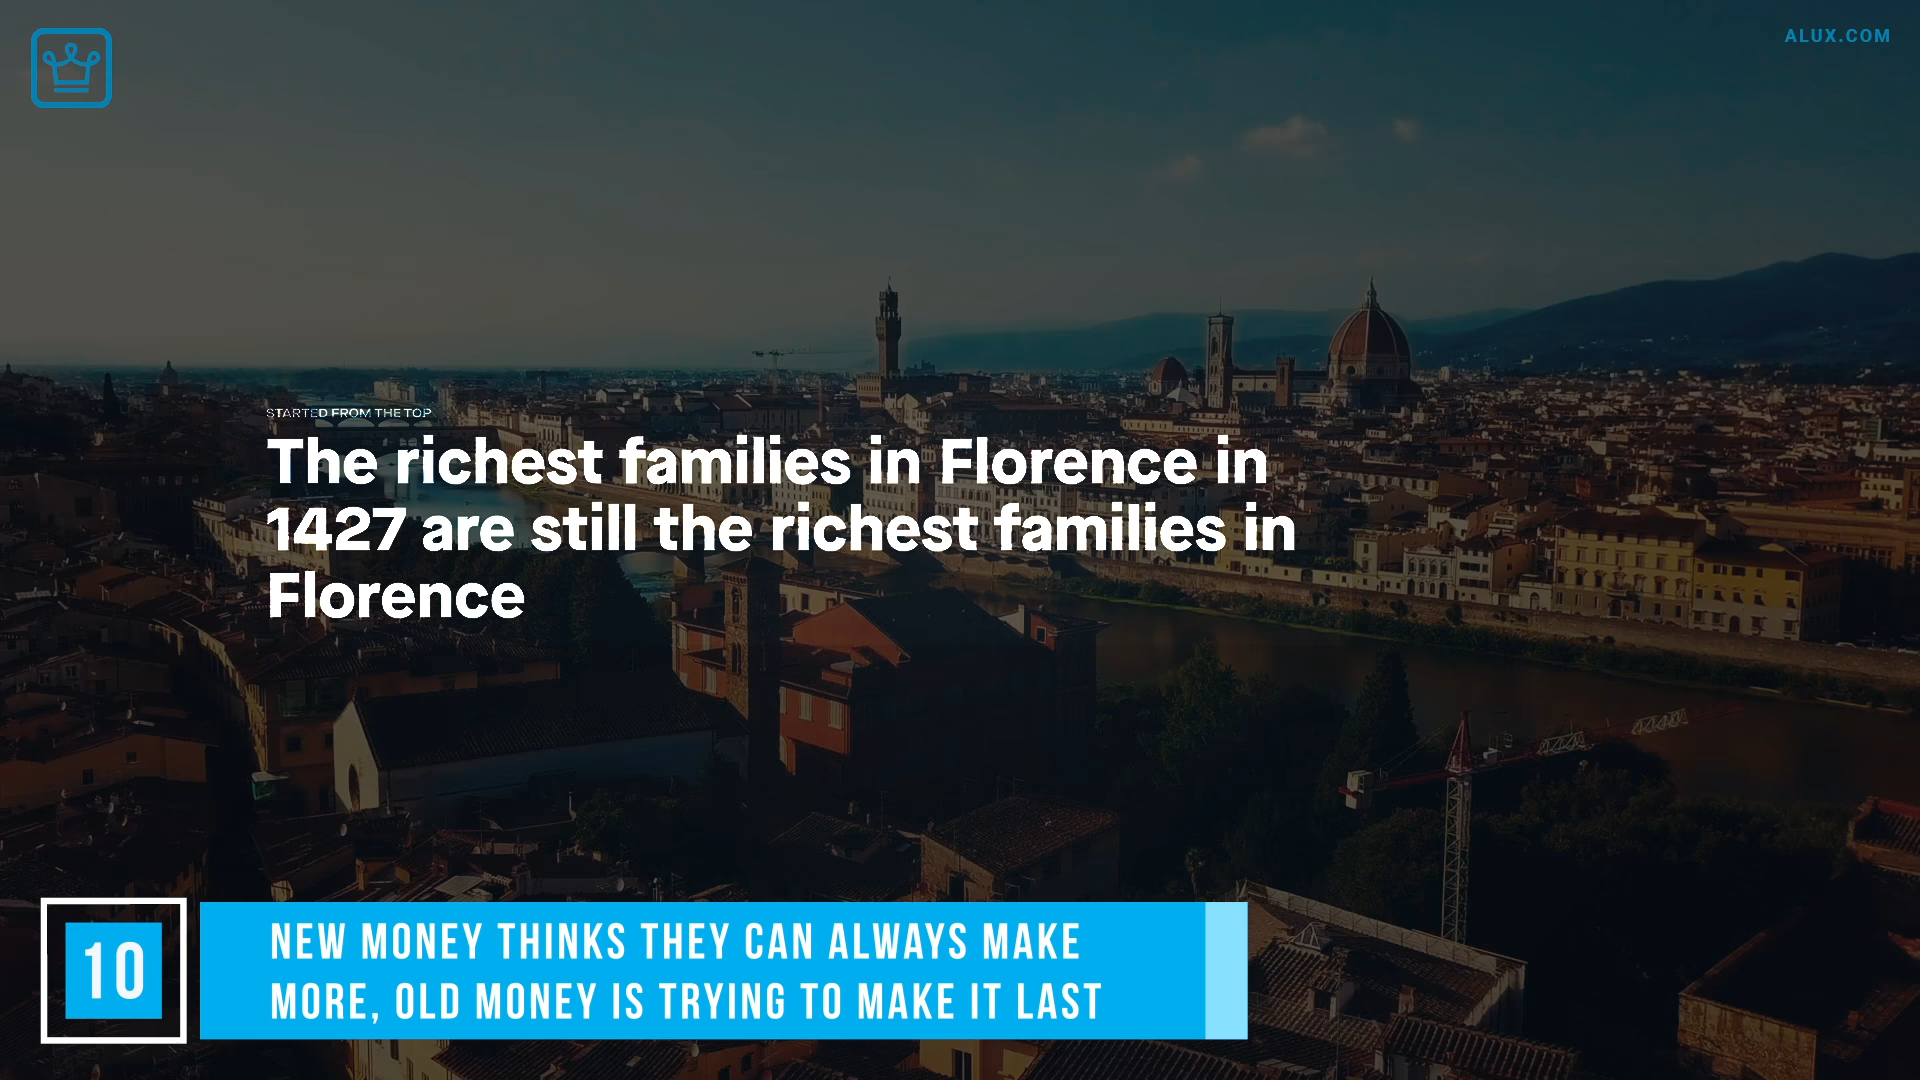 ALUX.COM
STARTED FROM THE TOP
The richest families in Florence in
1427 are still the richest families in
Florence
10
NEW MONEY THINKS THEY CAN ALWAYS MAKE
MORE, OLD MONEY IS TRYING TO MAKE IT LAST